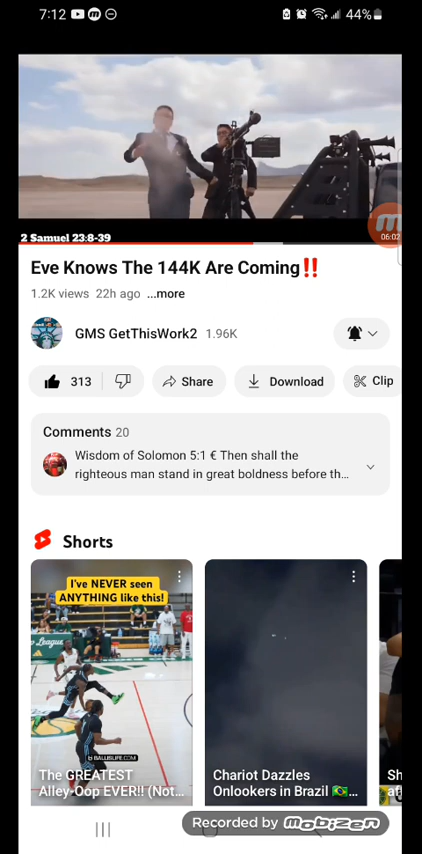 7:12
44%
2 Samuel 23:8-39
06:02
Eve Knows The 144K Are Coming‼️
1.2K views 22h ago ...more
GMS GetThisWork2 1.96K
313 Share Download Clip
Comments 20
Wisdom of Solomon 5:1 € Then shall the
righteous man stand in great boldness before th...
Shorts
I've NEVER seen
ANYTHING like this!
BALLISLIFE.COM
The GREATEST
Alley-Oop EVER!! (Not...
Chariot Dazzles
Onlookers in Brazil 🇧🇷...
Sh
af
Recorded by mobizen